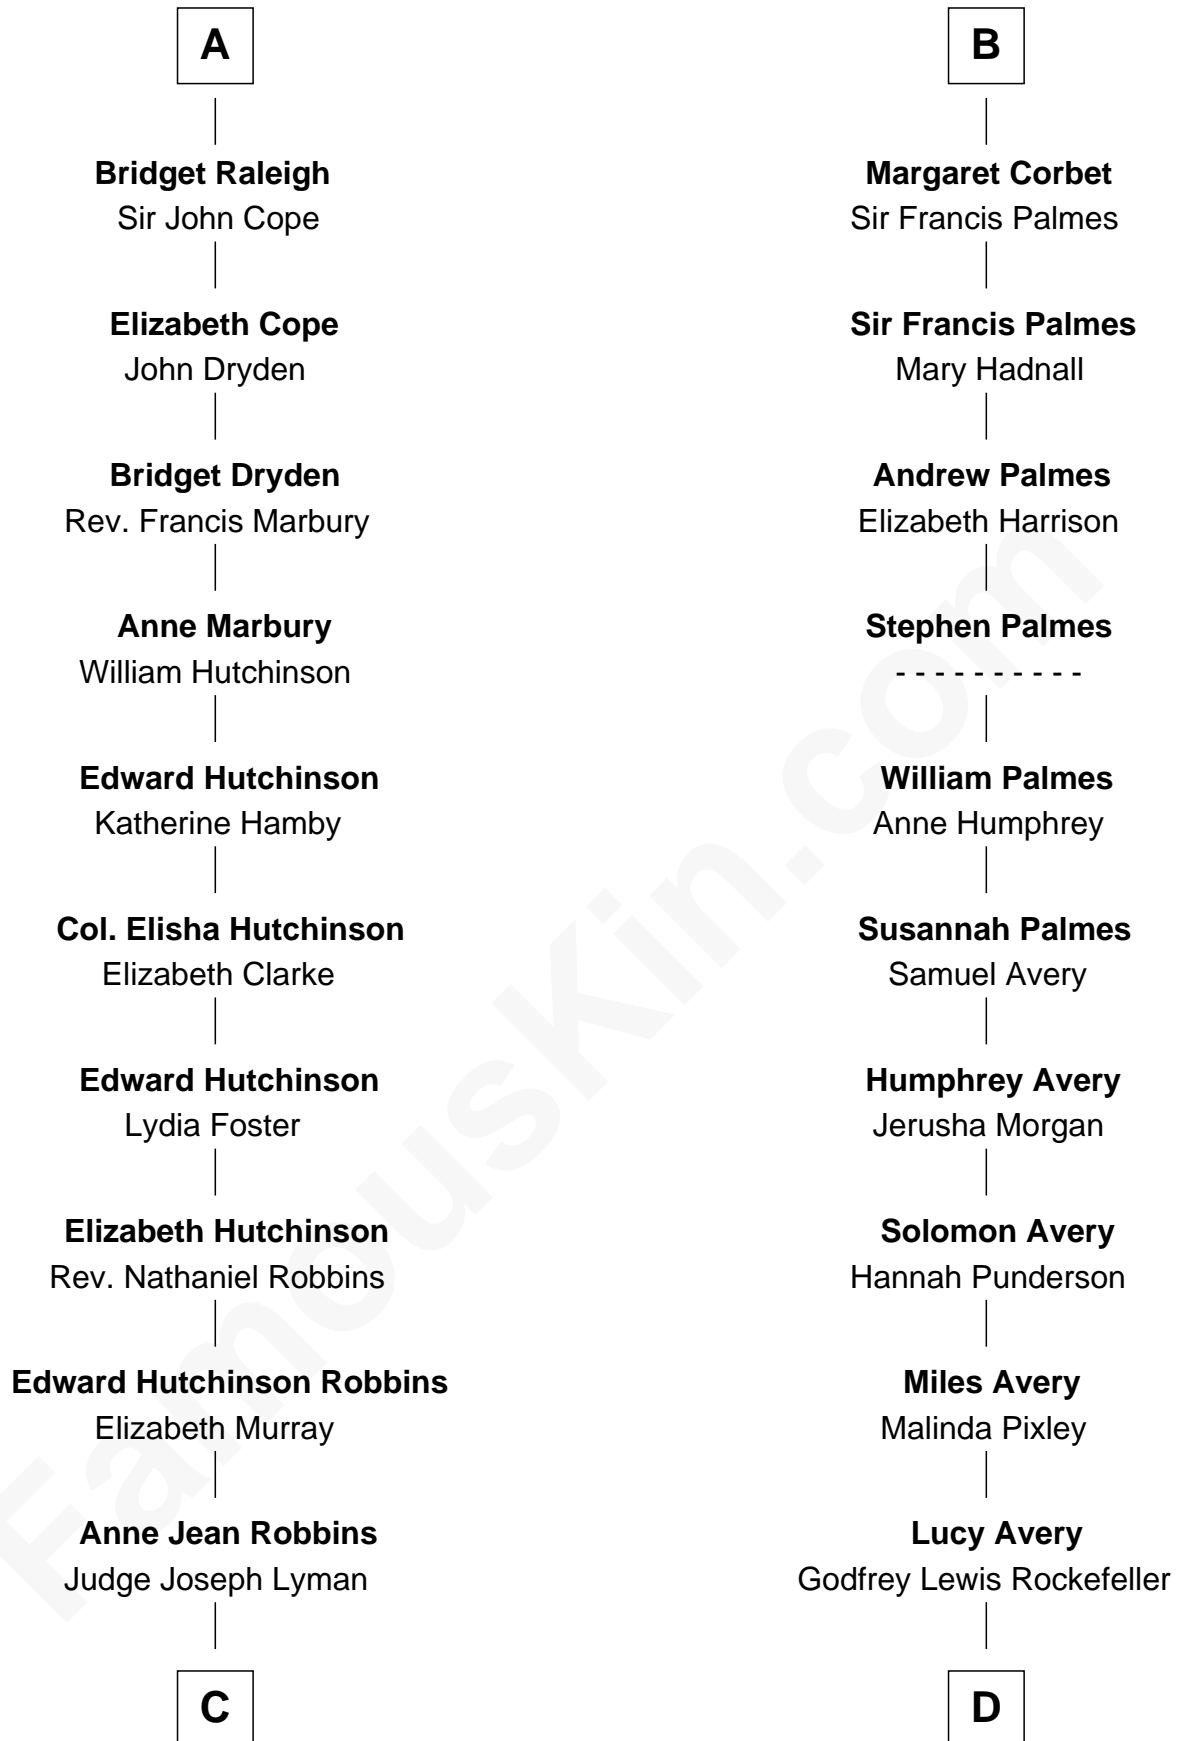 A
Bridget Raleigh
Sir John Cope
Elizabeth Cope
John Dryden
Bridget Dryden
Rev. Francis Marbury
Anne Marbury
William Hutchinson
Edward Hutchinson
Katherine Hamby
Col. Elisha Hutchinson
Elizabeth Clarke
Edward Hutchinson
Lydia Foster
Elizabeth Hutchinson
Rev. Nathaniel Robbins
Edward Hutchinson Robbins
Elizabeth Murray
Anne Jean Robbins
Judge Joseph Lyman
C
B
Margaret Corbet
Sir Francis Palmes
Sir Francis Palmes
Mary Hadnall
Andrew Palmes
Elizabeth Harrison
Stephen Palmes
- - - - - - - - - -
William Palmes
Anne Humphrey
Susannah Palmes
Samuel Avery
Humphrey Avery
Jerusha Morgan
Solomon Avery
Hannah Punderson
Miles Avery
Malinda Pixley
Lucy Avery
Godfrey Lewis Rockefeller
D
FamousKin.com